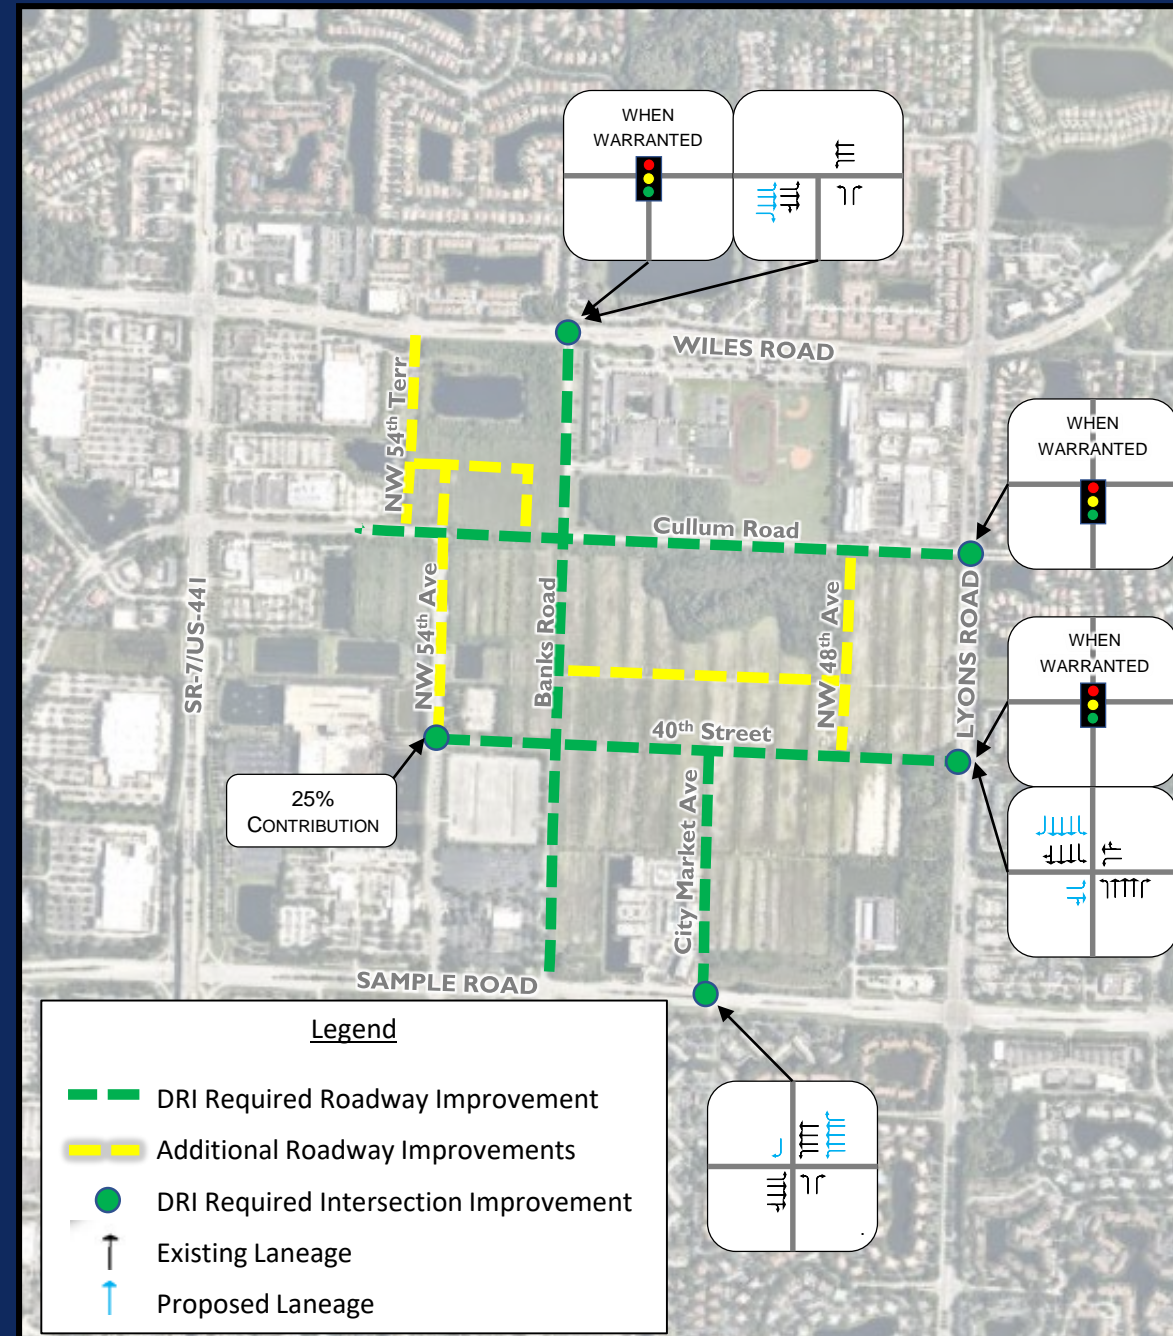 WHEN
WARRANTED
WILES ROAD
NW 54th Terr
WHEN
WARRANTED
Cullum Road
SR-7/US-441
NW 54th Ave
Banks Road
NW 48th Ave
LYONS ROAD
WHEN
WARRANTED
40th Street
25%
CONTRIBUTION
City Market Ave
SAMPLE ROAD
Legend
DRI Required Roadway Improvement
Additional Roadway Improvements
DRI Required Intersection Improvement
Existing Laneage
Proposed Laneage